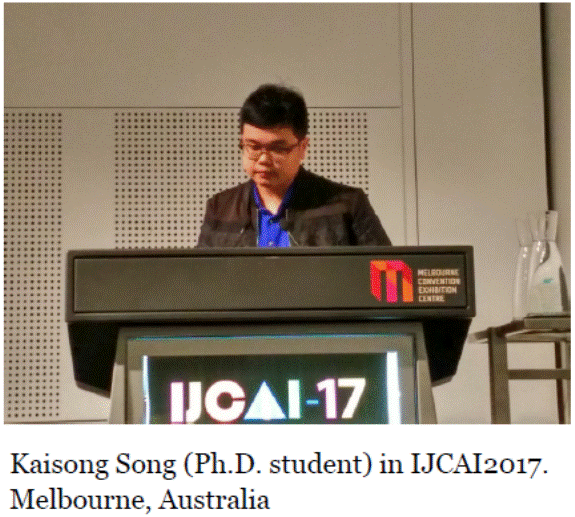 MELBOURNE
CONVENTION
EXHIBITION
CENTRE
IJCAI-17
Kaisong Song (Ph.D. student) in IJCAI2017.
Melbourne, Australia